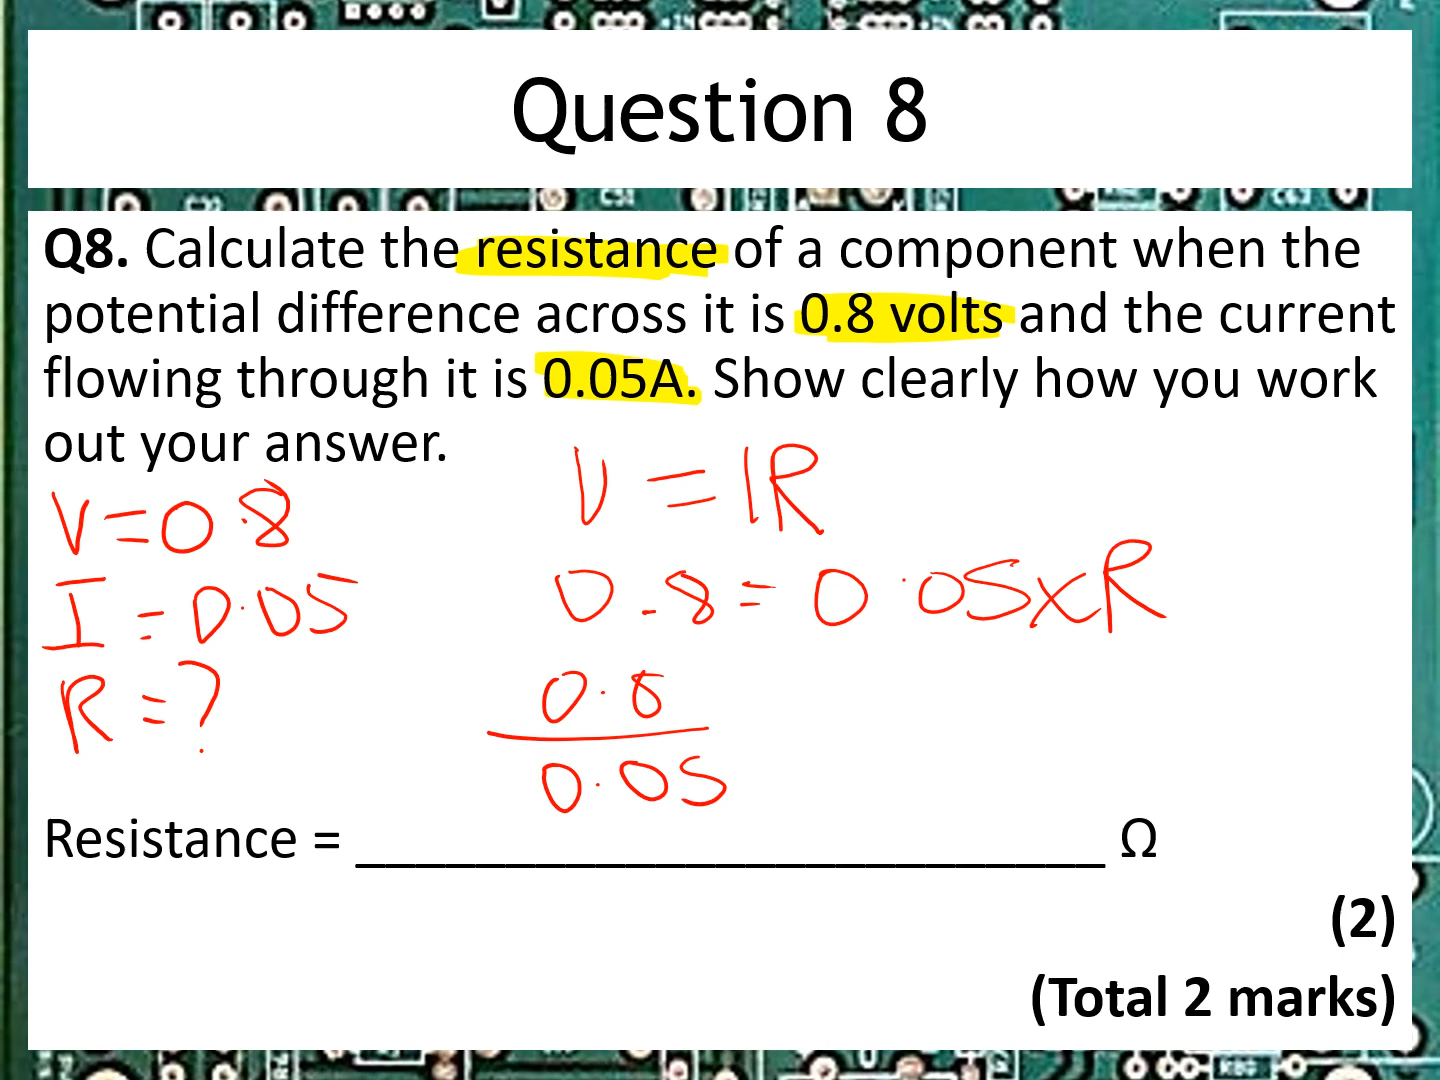 Question 8
Q8. Calculate the resistance of a component when the
potential difference across it is 0.8 volts and the current
flowing through it is 0.05A. Show clearly how you work
out your answer.
V = IR
V=0.8
I=0.05
0.8= 0.05xR
R=?
0.8
0.05
Resistance = _________________________ Ω
(2)
(Total 2 marks)